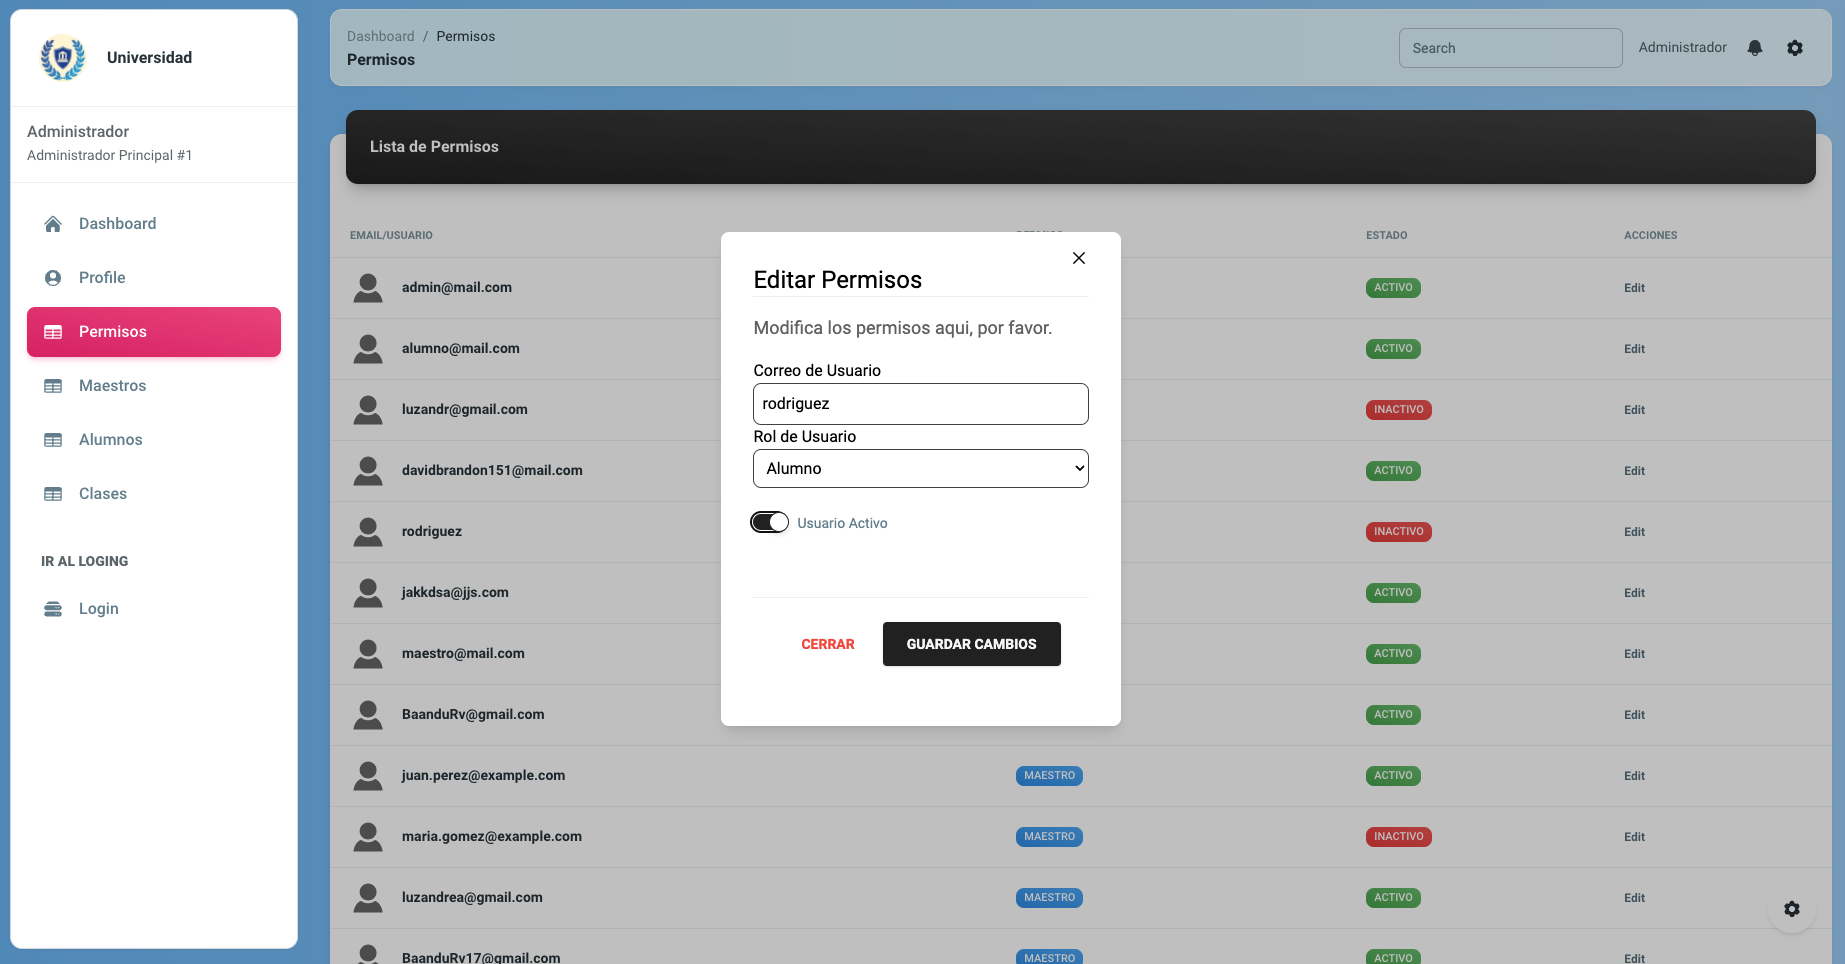 Universidad
Administrador
Administrador Principal #1
Dashboard
Profile
Permisos
Maestros
Alumnos
Clases
IR AL LOGING
Login
Dashboard / Permisos
Permisos
Search
Administrador
Lista de Permisos
EMAIL/USUARIO ESTADO ACCIONES
admin@mail.com ACTIVO Edit
alumno@mail.com ACTIVO Edit
luzandr@gmail.com INACTIVO Edit
davidbrandon151@mail.com ACTIVO Edit
rodriguez INACTIVO Edit
jakkdsa@jjs.com ACTIVO Edit
maestro@mail.com ACTIVO Edit
BaanduRv@gmail.com ACTIVO Edit
juan.perez@example.com MAESTRO ACTIVO Edit
maria.gomez@example.com MAESTRO INACTIVO Edit
luzandrea@gmail.com MAESTRO ACTIVO Edit
BaanduRv17@gmail.com MAESTRO ACTIVO Edit
Editar Permisos
Modifica los permisos aqui, por favor.
Correo de Usuario
rodriguez
Rol de Usuario
Alumno
Usuario Activo
CERRAR
GUARDAR CAMBIOS